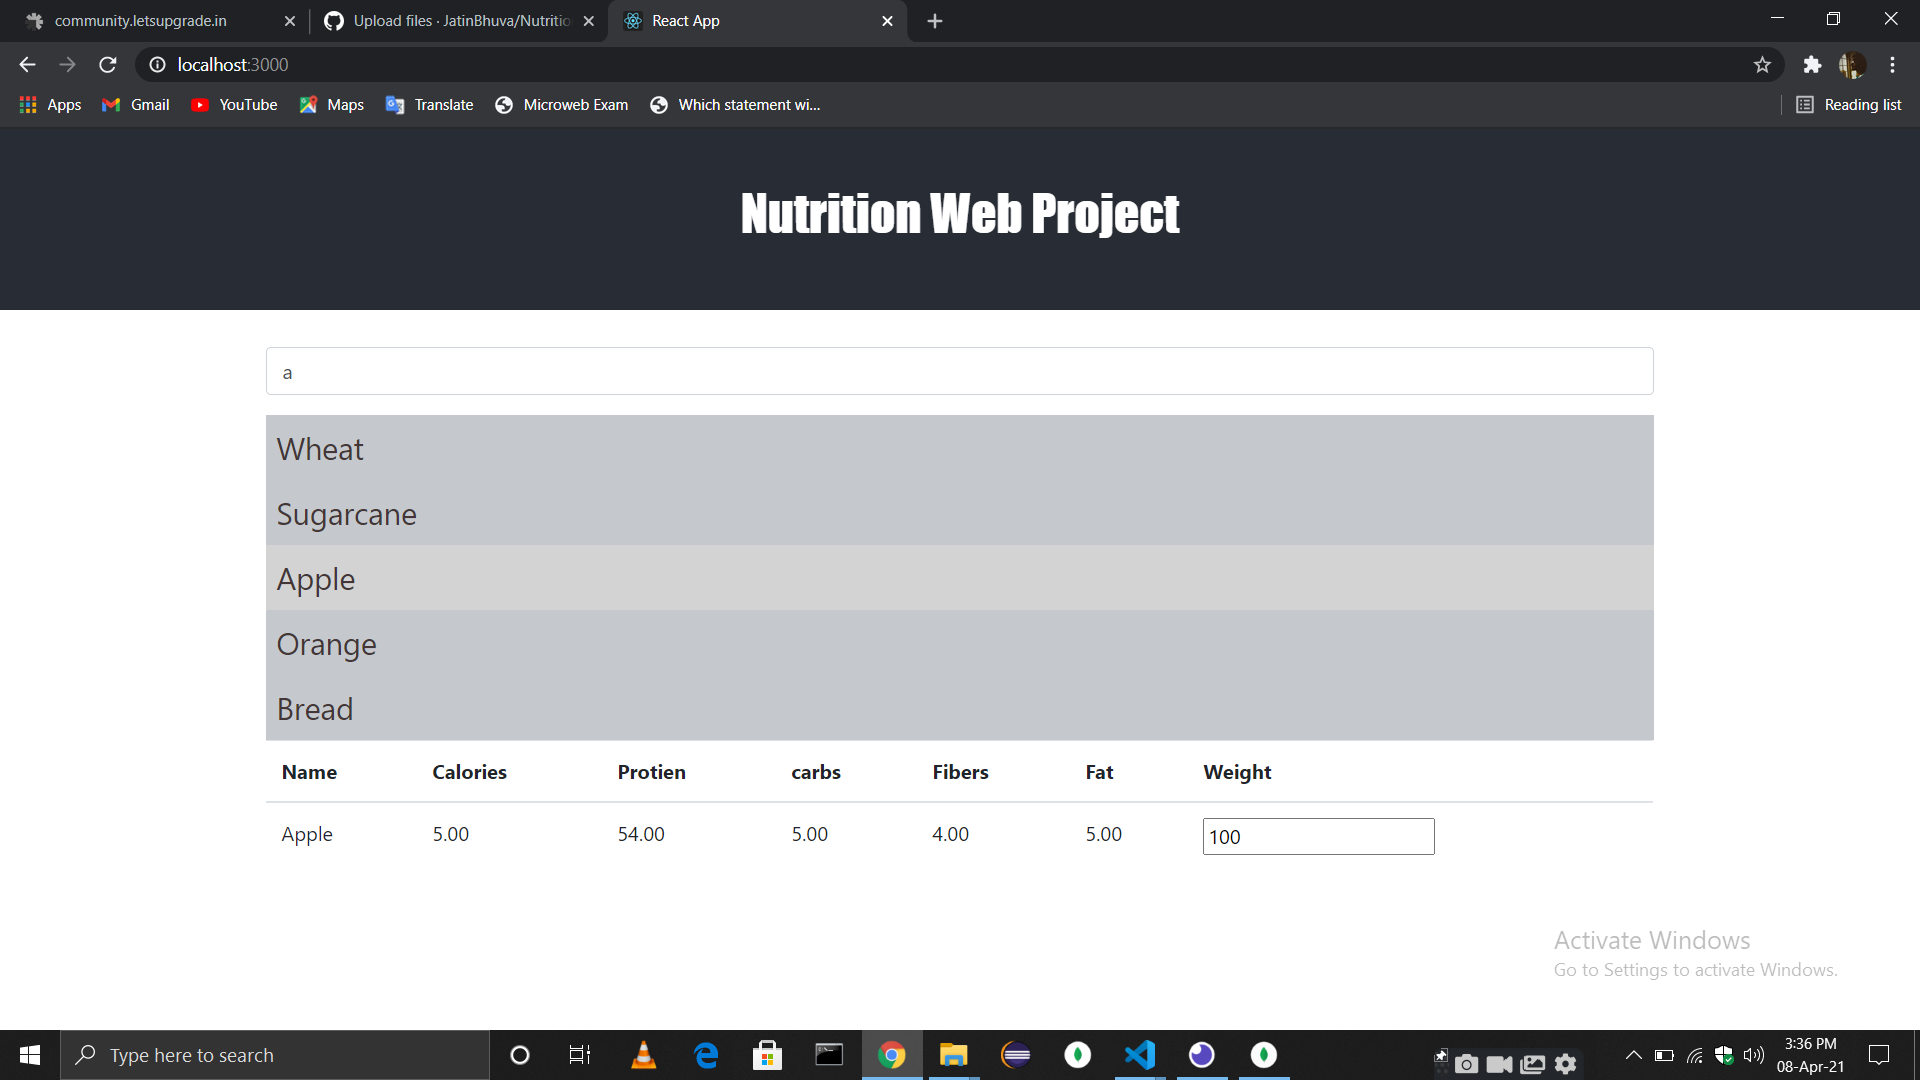 community.letsupgrade.in
Upload files · JatinBhuva/Nutritio
React App
localhost:3000
Apps
Gmail
YouTube
Maps
Translate
Microweb Exam
Which statement wi...
Reading list
Nutrition Web Project
a
Wheat
Sugarcane
Apple
Orange
Bread
Name Calories Protien carbs Fibers Fat Weight
Apple 5.00 54.00 5.00 4.00 5.00 100
Activate Windows
Go to Settings to activate Windows.
Type here to search
3:36 PM
08-Apr-21